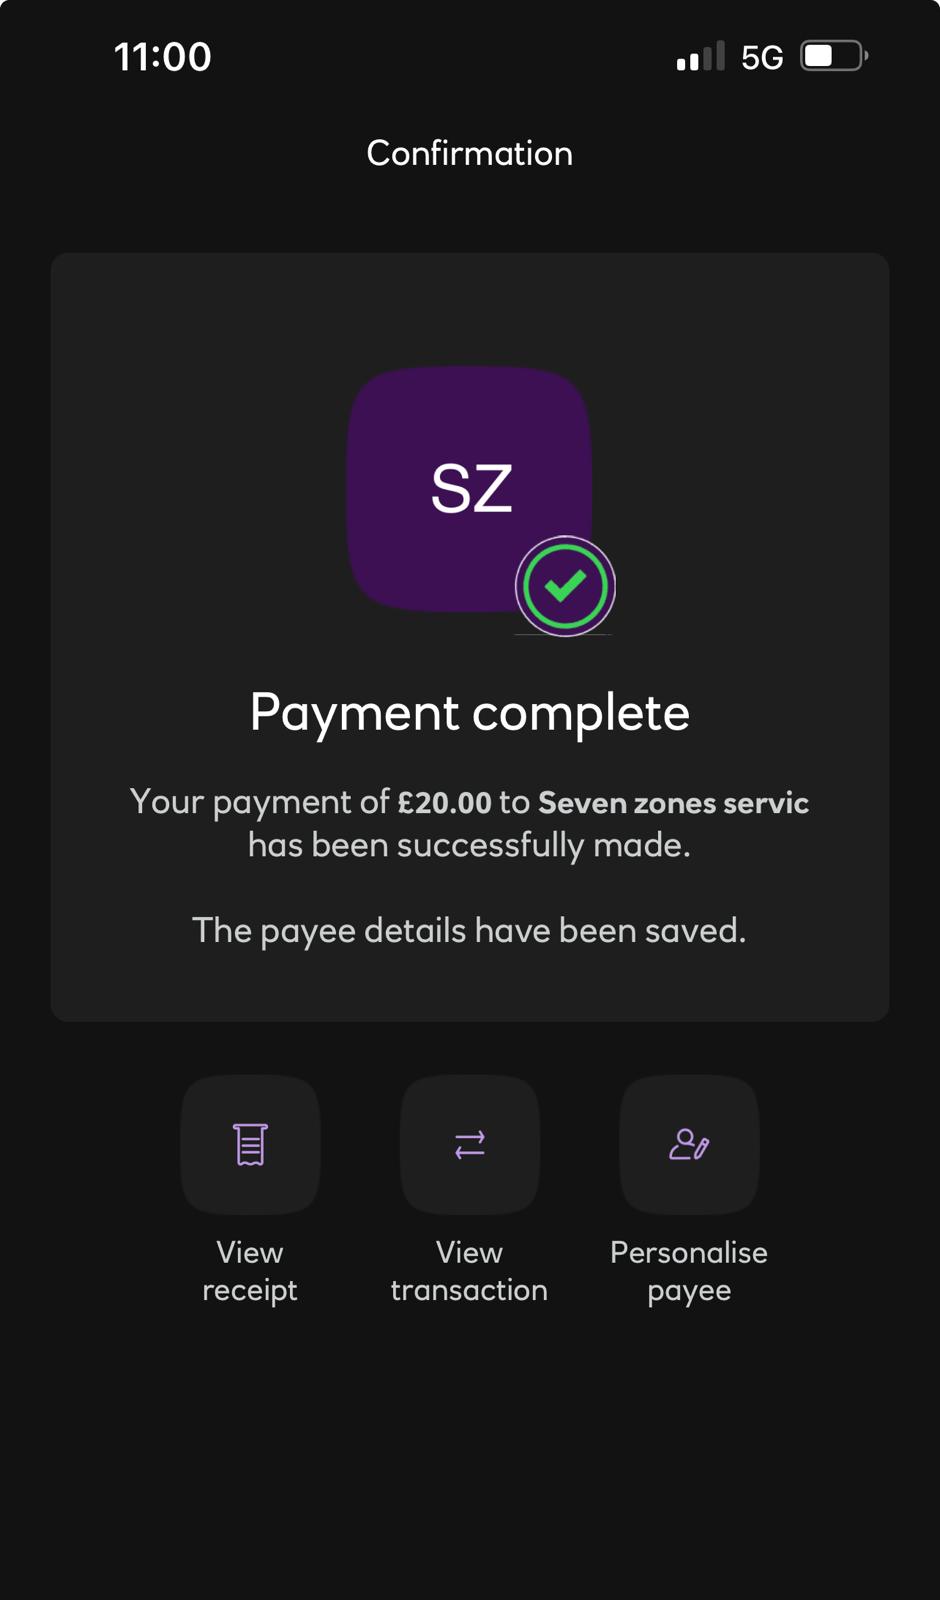 11:00 5G
Confirmation
SZ
Payment complete
Your payment of £20.00 to Seven zones servic
has been successfully made.
The payee details have been saved.
View View Personalise
receipt transaction payee